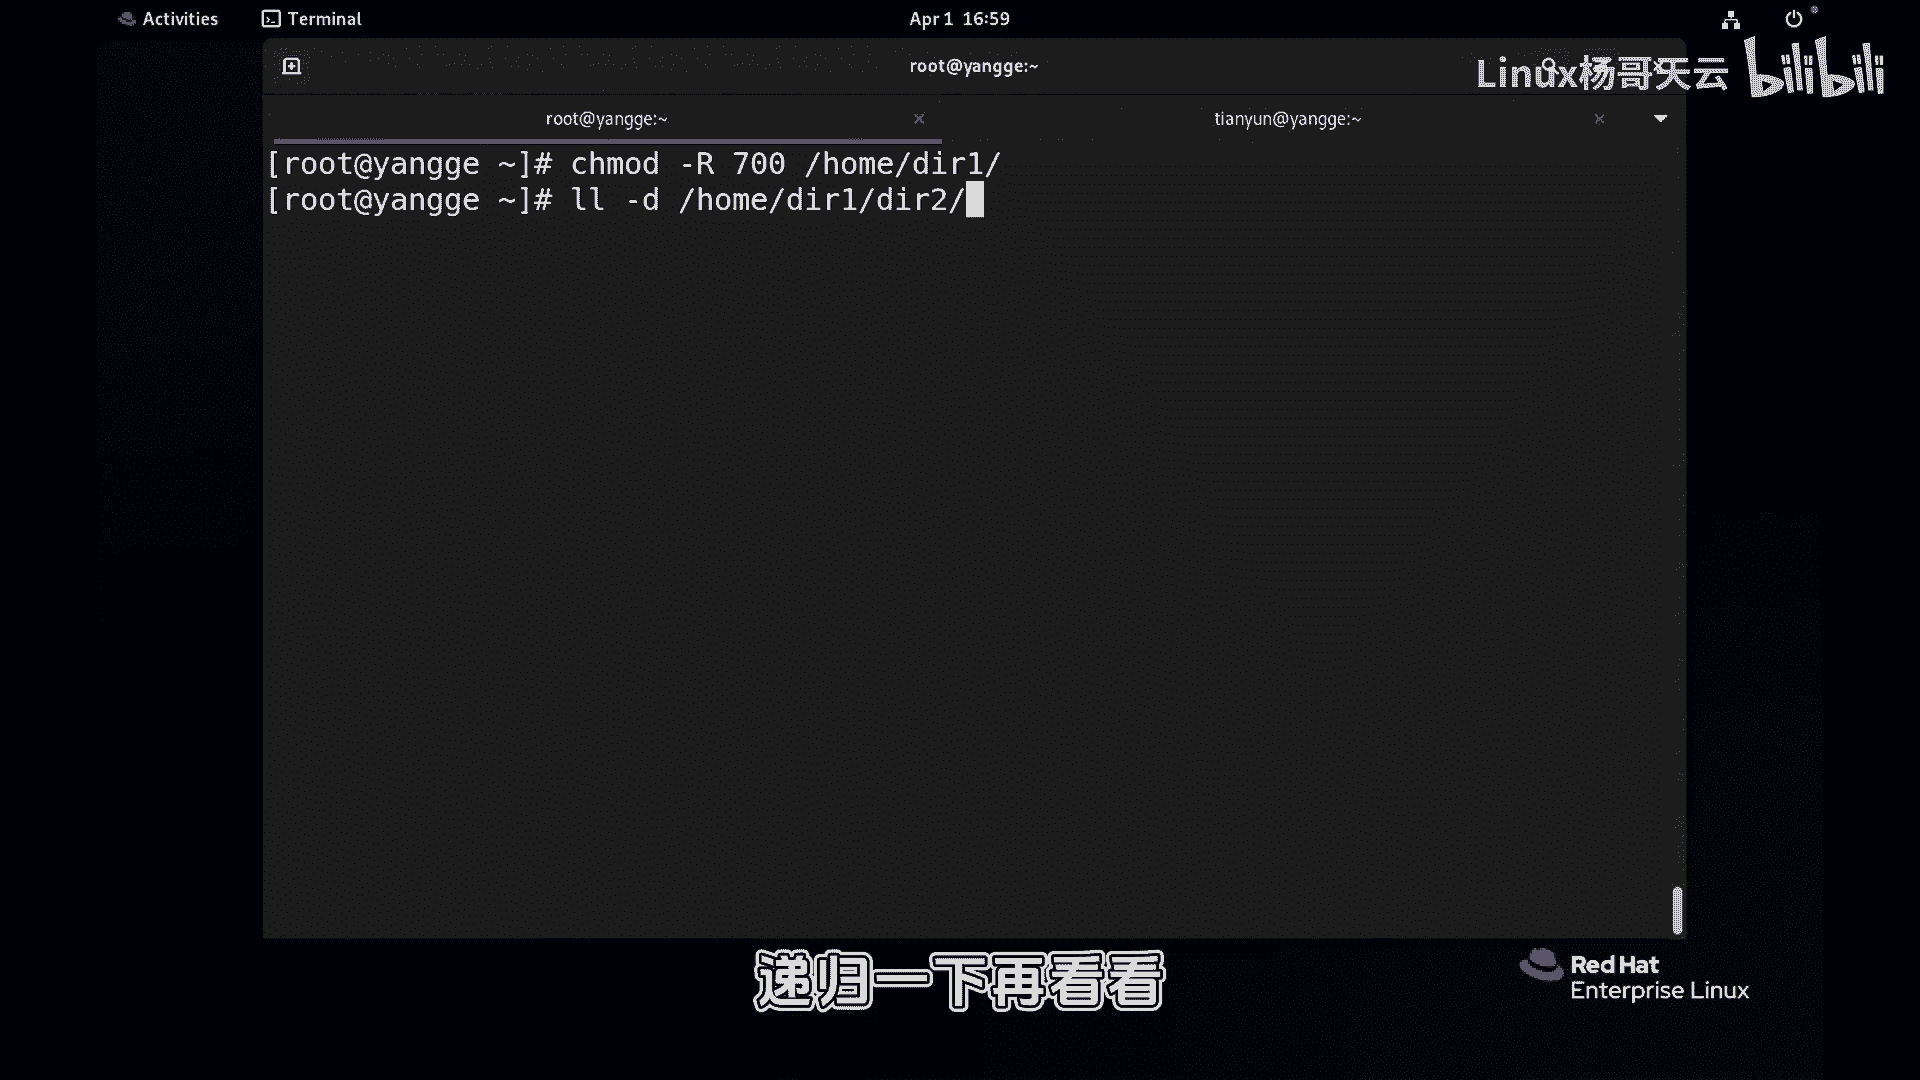 Activities
Terminal
Apr 1 16:59
root@yangge:~
Linux杨哥天云 bilibili
root@yangge:~
tianyun@yangge:~
[root@yangge ~]# chmod -R 700 /home/dir1/
[root@yangge ~]# ll -d /home/dir1/dir2/
递归一下再看看
Red Hat
Enterprise Linux